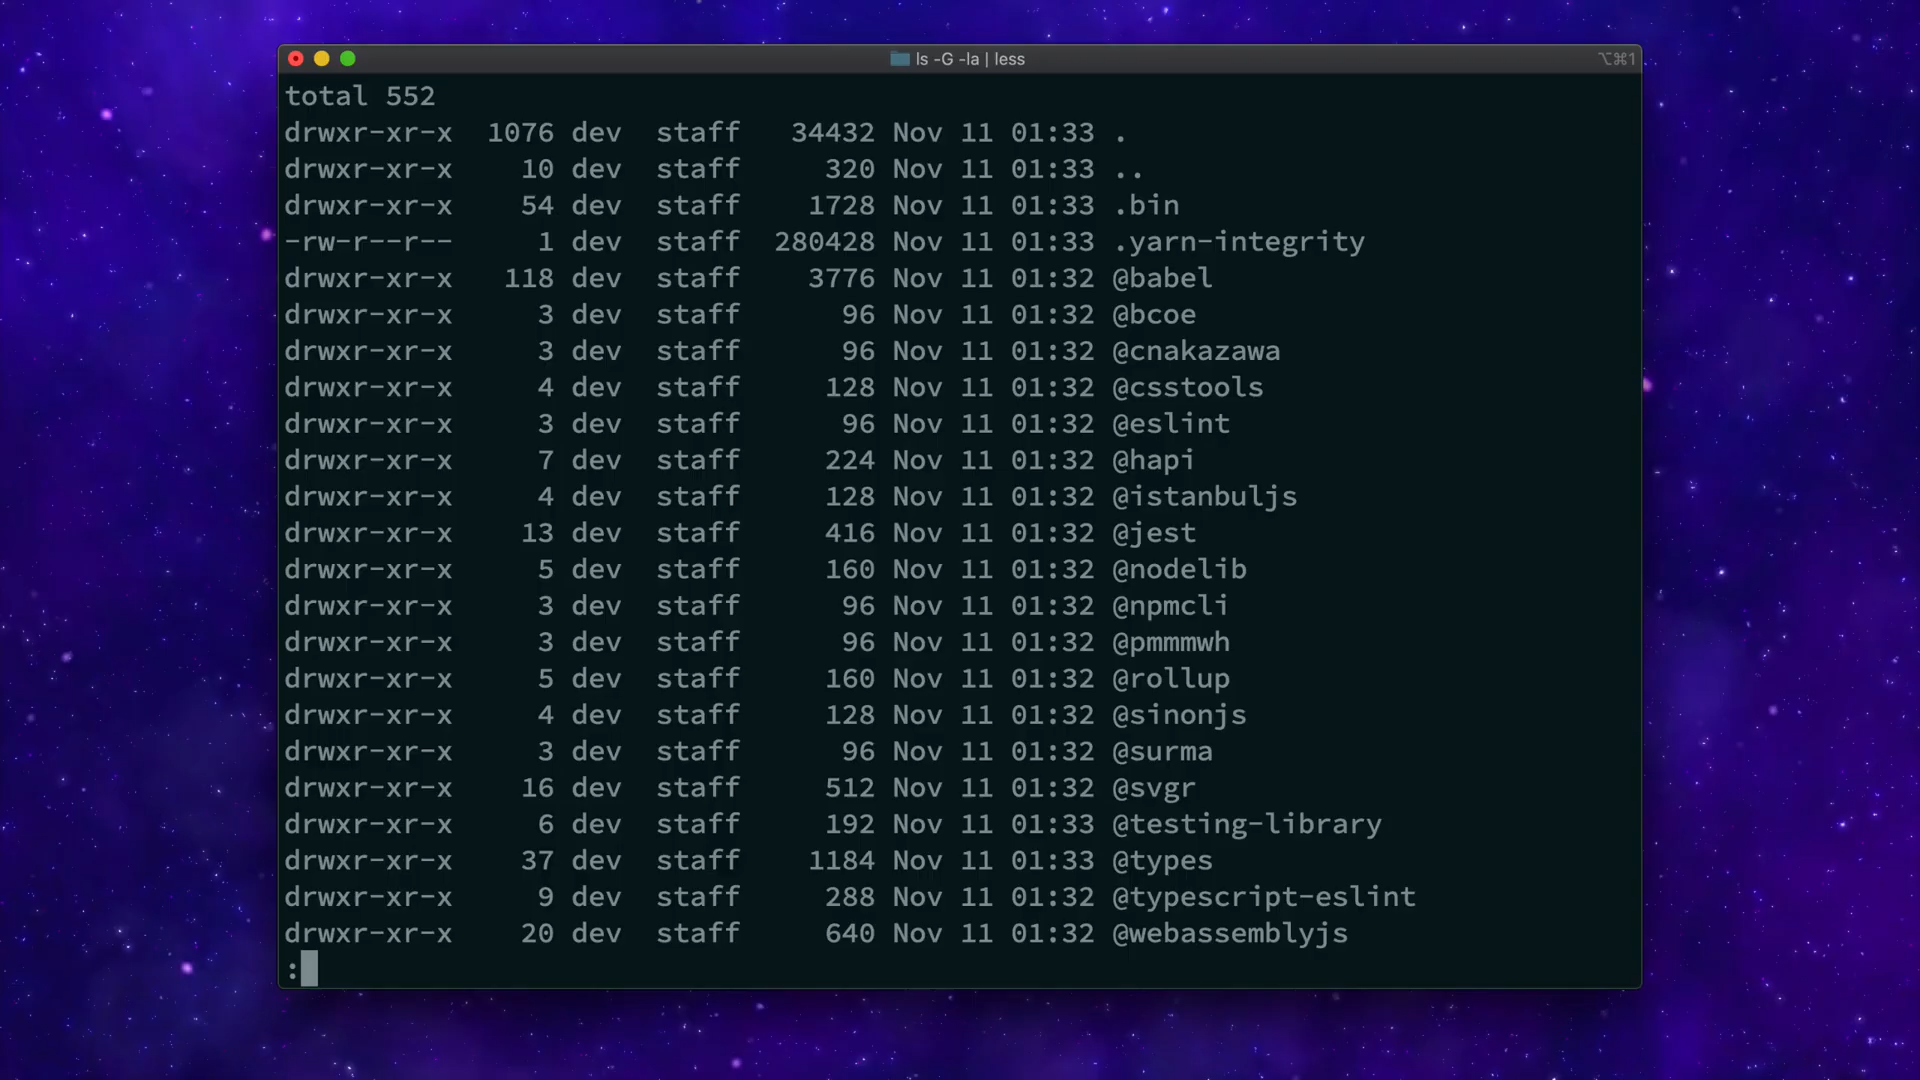 ls -G -la | less
⌥⌘1
total 552
drwxr-xr-x  1076 dev  staff   34432 Nov 11 01:33 .
drwxr-xr-x    10 dev  staff     320 Nov 11 01:33 ..
drwxr-xr-x    54 dev  staff    1728 Nov 11 01:33 .bin
-rw-r--r--     1 dev  staff  280428 Nov 11 01:33 .yarn-integrity
drwxr-xr-x   118 dev  staff    3776 Nov 11 01:32 @babel
drwxr-xr-x     3 dev  staff      96 Nov 11 01:32 @bcoe
drwxr-xr-x     3 dev  staff      96 Nov 11 01:32 @cnakazawa
drwxr-xr-x     4 dev  staff     128 Nov 11 01:32 @csstools
drwxr-xr-x     3 dev  staff      96 Nov 11 01:32 @eslint
drwxr-xr-x     7 dev  staff     224 Nov 11 01:32 @hapi
drwxr-xr-x     4 dev  staff     128 Nov 11 01:32 @istanbuljs
drwxr-xr-x    13 dev  staff     416 Nov 11 01:32 @jest
drwxr-xr-x     5 dev  staff     160 Nov 11 01:32 @nodelib
drwxr-xr-x     3 dev  staff      96 Nov 11 01:32 @npmcli
drwxr-xr-x     3 dev  staff      96 Nov 11 01:32 @pmmmwh
drwxr-xr-x     5 dev  staff     160 Nov 11 01:32 @rollup
drwxr-xr-x     4 dev  staff     128 Nov 11 01:32 @sinonjs
drwxr-xr-x     3 dev  staff      96 Nov 11 01:32 @surma
drwxr-xr-x    16 dev  staff     512 Nov 11 01:32 @svgr
drwxr-xr-x     6 dev  staff     192 Nov 11 01:33 @testing-library
drwxr-xr-x    37 dev  staff    1184 Nov 11 01:33 @types
drwxr-xr-x     9 dev  staff     288 Nov 11 01:32 @typescript-eslint
drwxr-xr-x    20 dev  staff     640 Nov 11 01:32 @webassemblyjs
: